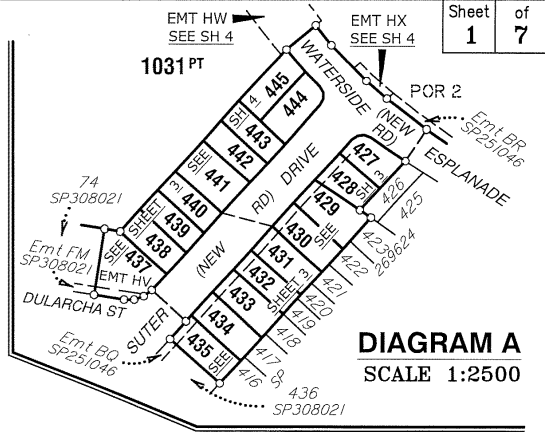 Sheet
1
of
7
EMT HW
SEE SH 4
EMT HX
SEE SH 4
1031 PT
WATERSIDE
(NEW
RD)
POR 2
Emt BR
SP251046
ESPLANADE
445
444
SH 4
443
442
SEE
441
440
SHEET 3
439
438
SEE
437
EMT HV
74
SP308021
Emt FM
SP308021
DULARCHA ST
SUTER
(NEW
RD)
DRIVE
427
428
SH 3
429
SEE
430
431
432
SHEET 3
433
434
435
SEE
426
425
423
269624
422
421
420
419
418
417
416
SP
Emt BQ
SP251046
436
SP308021
DIAGRAM A
SCALE 1:2500